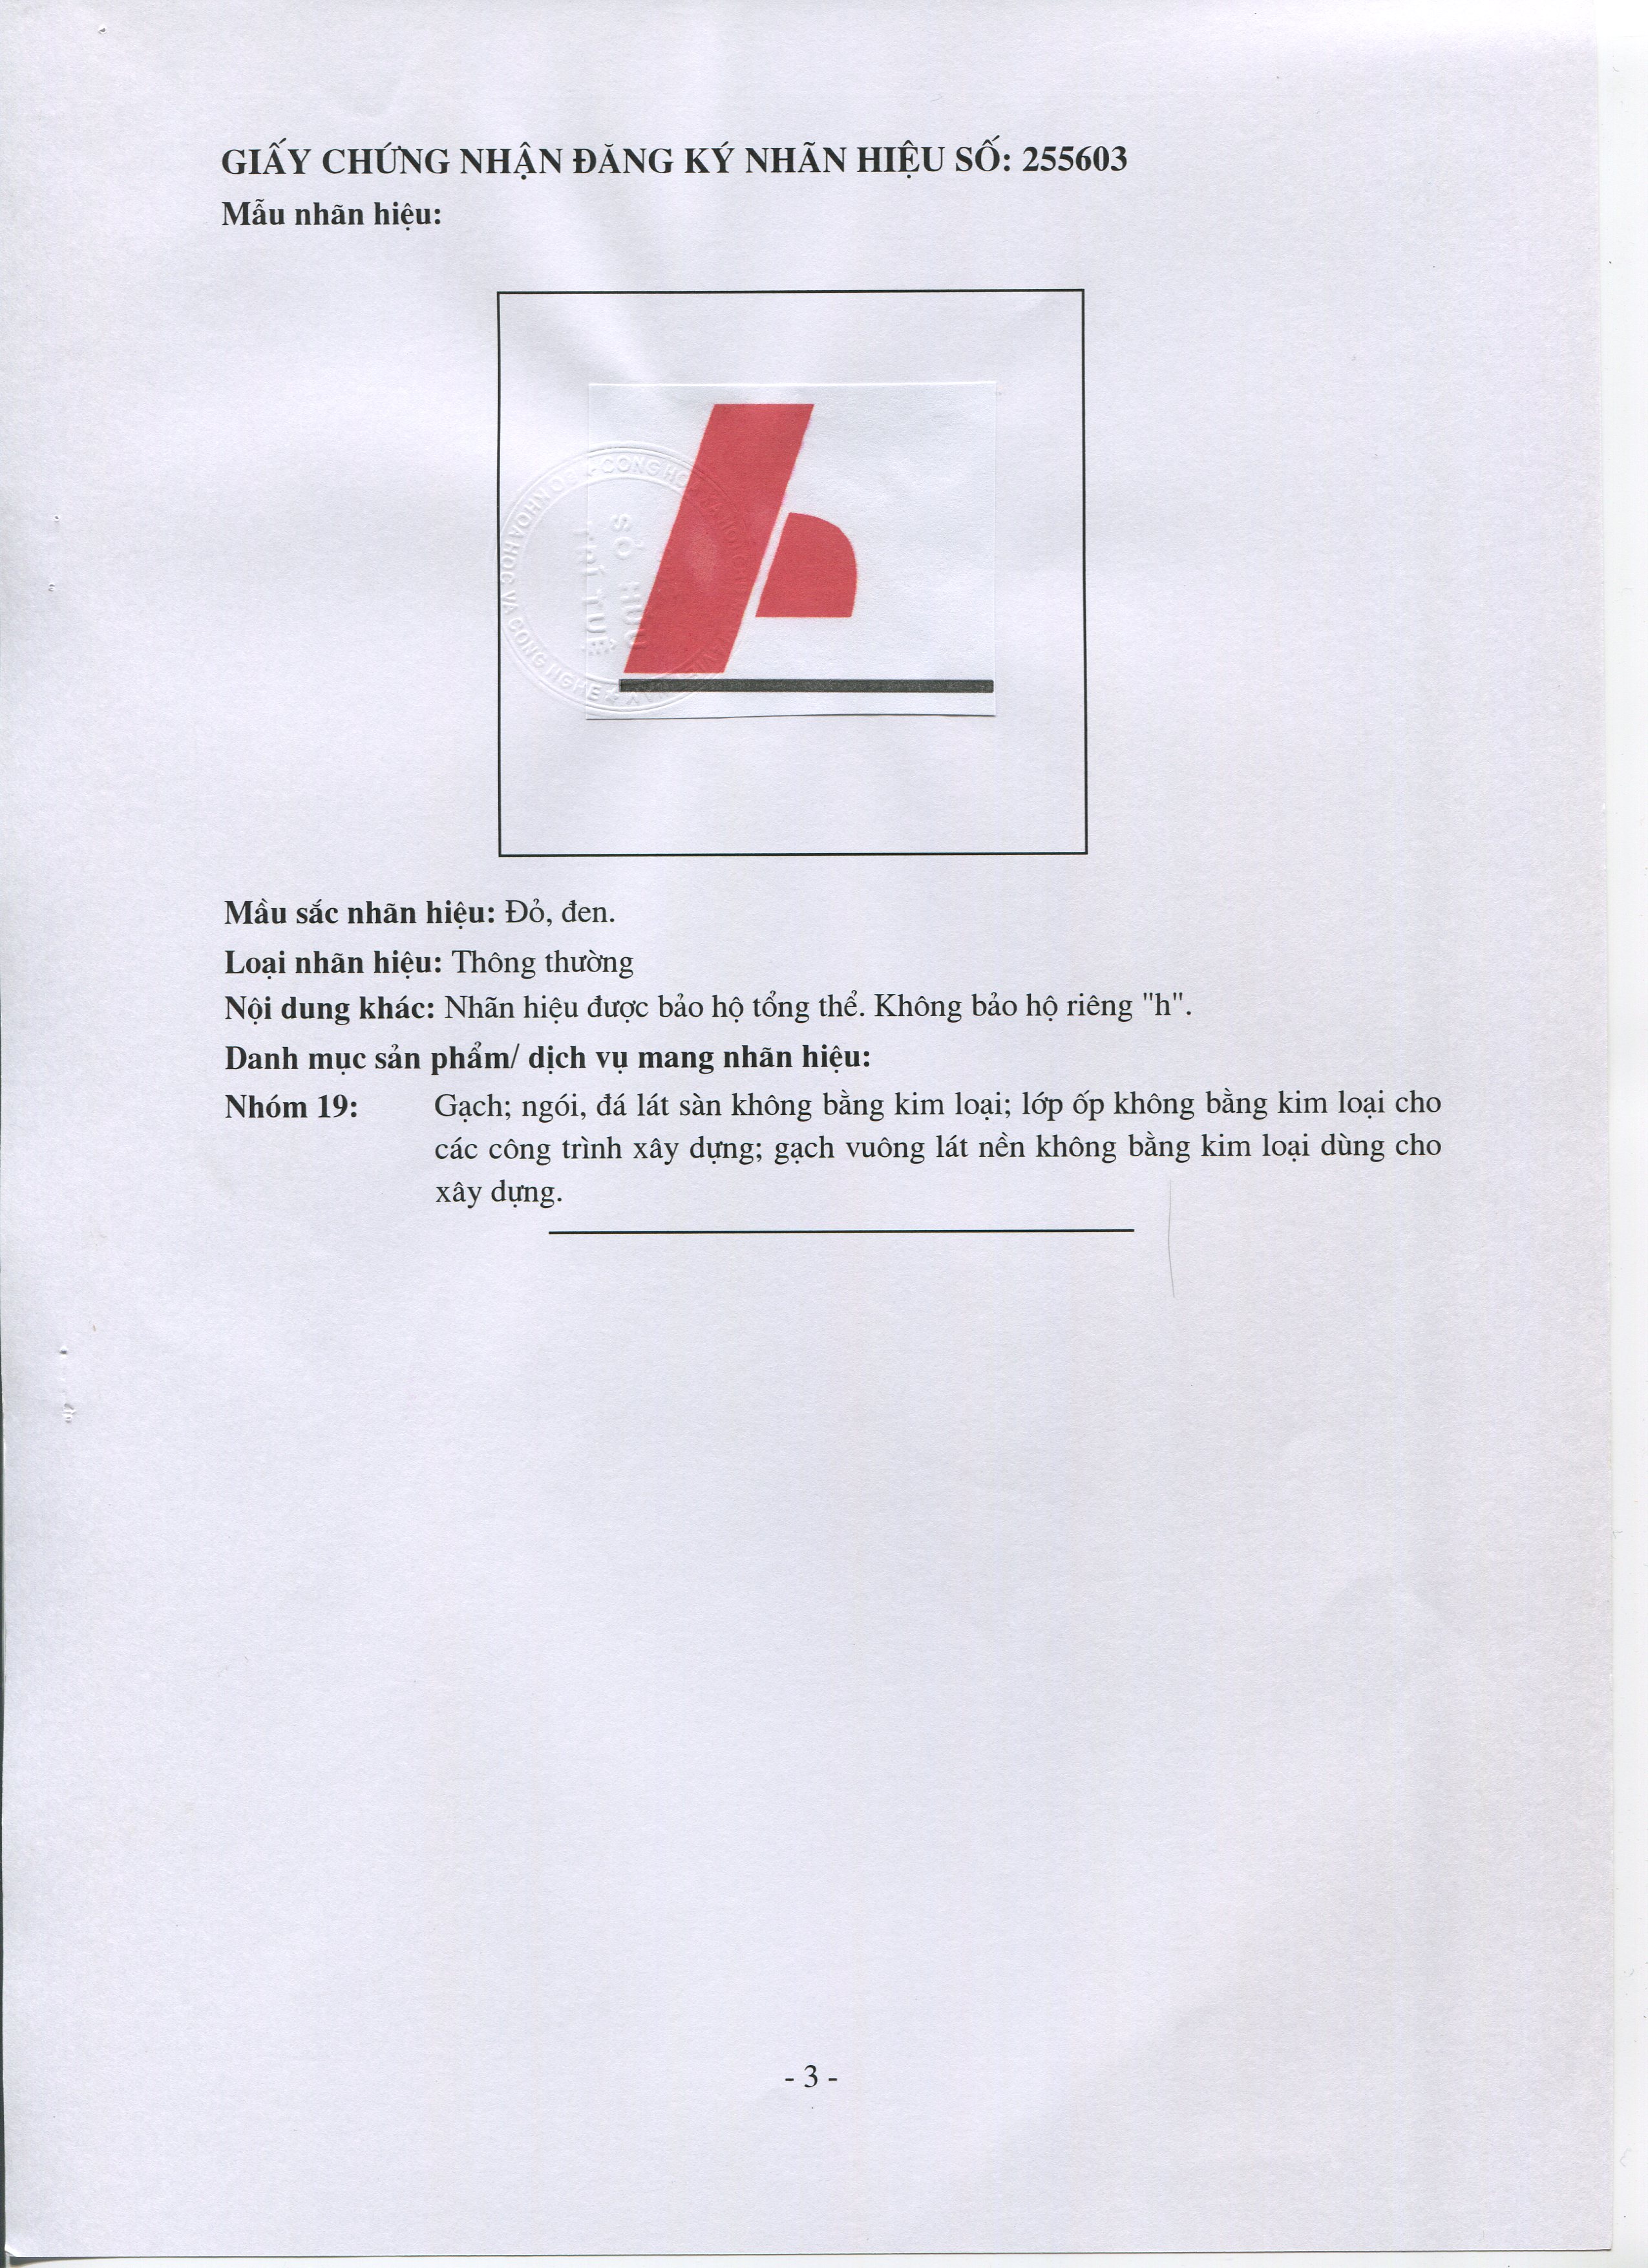 GIẤY CHỨNG NHẬN ĐĂNG KÝ NHÃN HIỆU SỐ: 255603
Mẫu nhãn hiệu:
SỞ HỮU
TRÍ TUỆ
Mầu sắc nhãn hiệu: Đỏ, đen.
Loại nhãn hiệu: Thông thường
Nội dung khác: Nhãn hiệu được bảo hộ tổng thể. Không bảo hộ riêng "h".
Danh mục sản phẩm/ dịch vụ mang nhãn hiệu:
Nhóm 19: Gạch; ngói, đá lát sàn không bằng kim loại; lớp ốp không bằng kim loại cho
các công trình xây dựng; gạch vuông lát nền không bằng kim loại dùng cho
xây dựng.
- 3 -